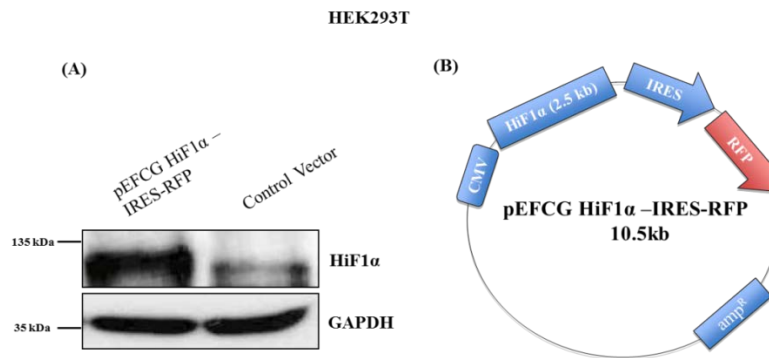 HEK293T
(A)
pEFCG HiF1α –
IRES-RFP
Control Vector
135 kDa
HiF1α
35 kDa
GAPDH
(B)
CMV
HiF1α (2.5 kb)
IRES
RFP
pEFCG HiF1α –IRES-RFP
10.5kb
ampᴿ